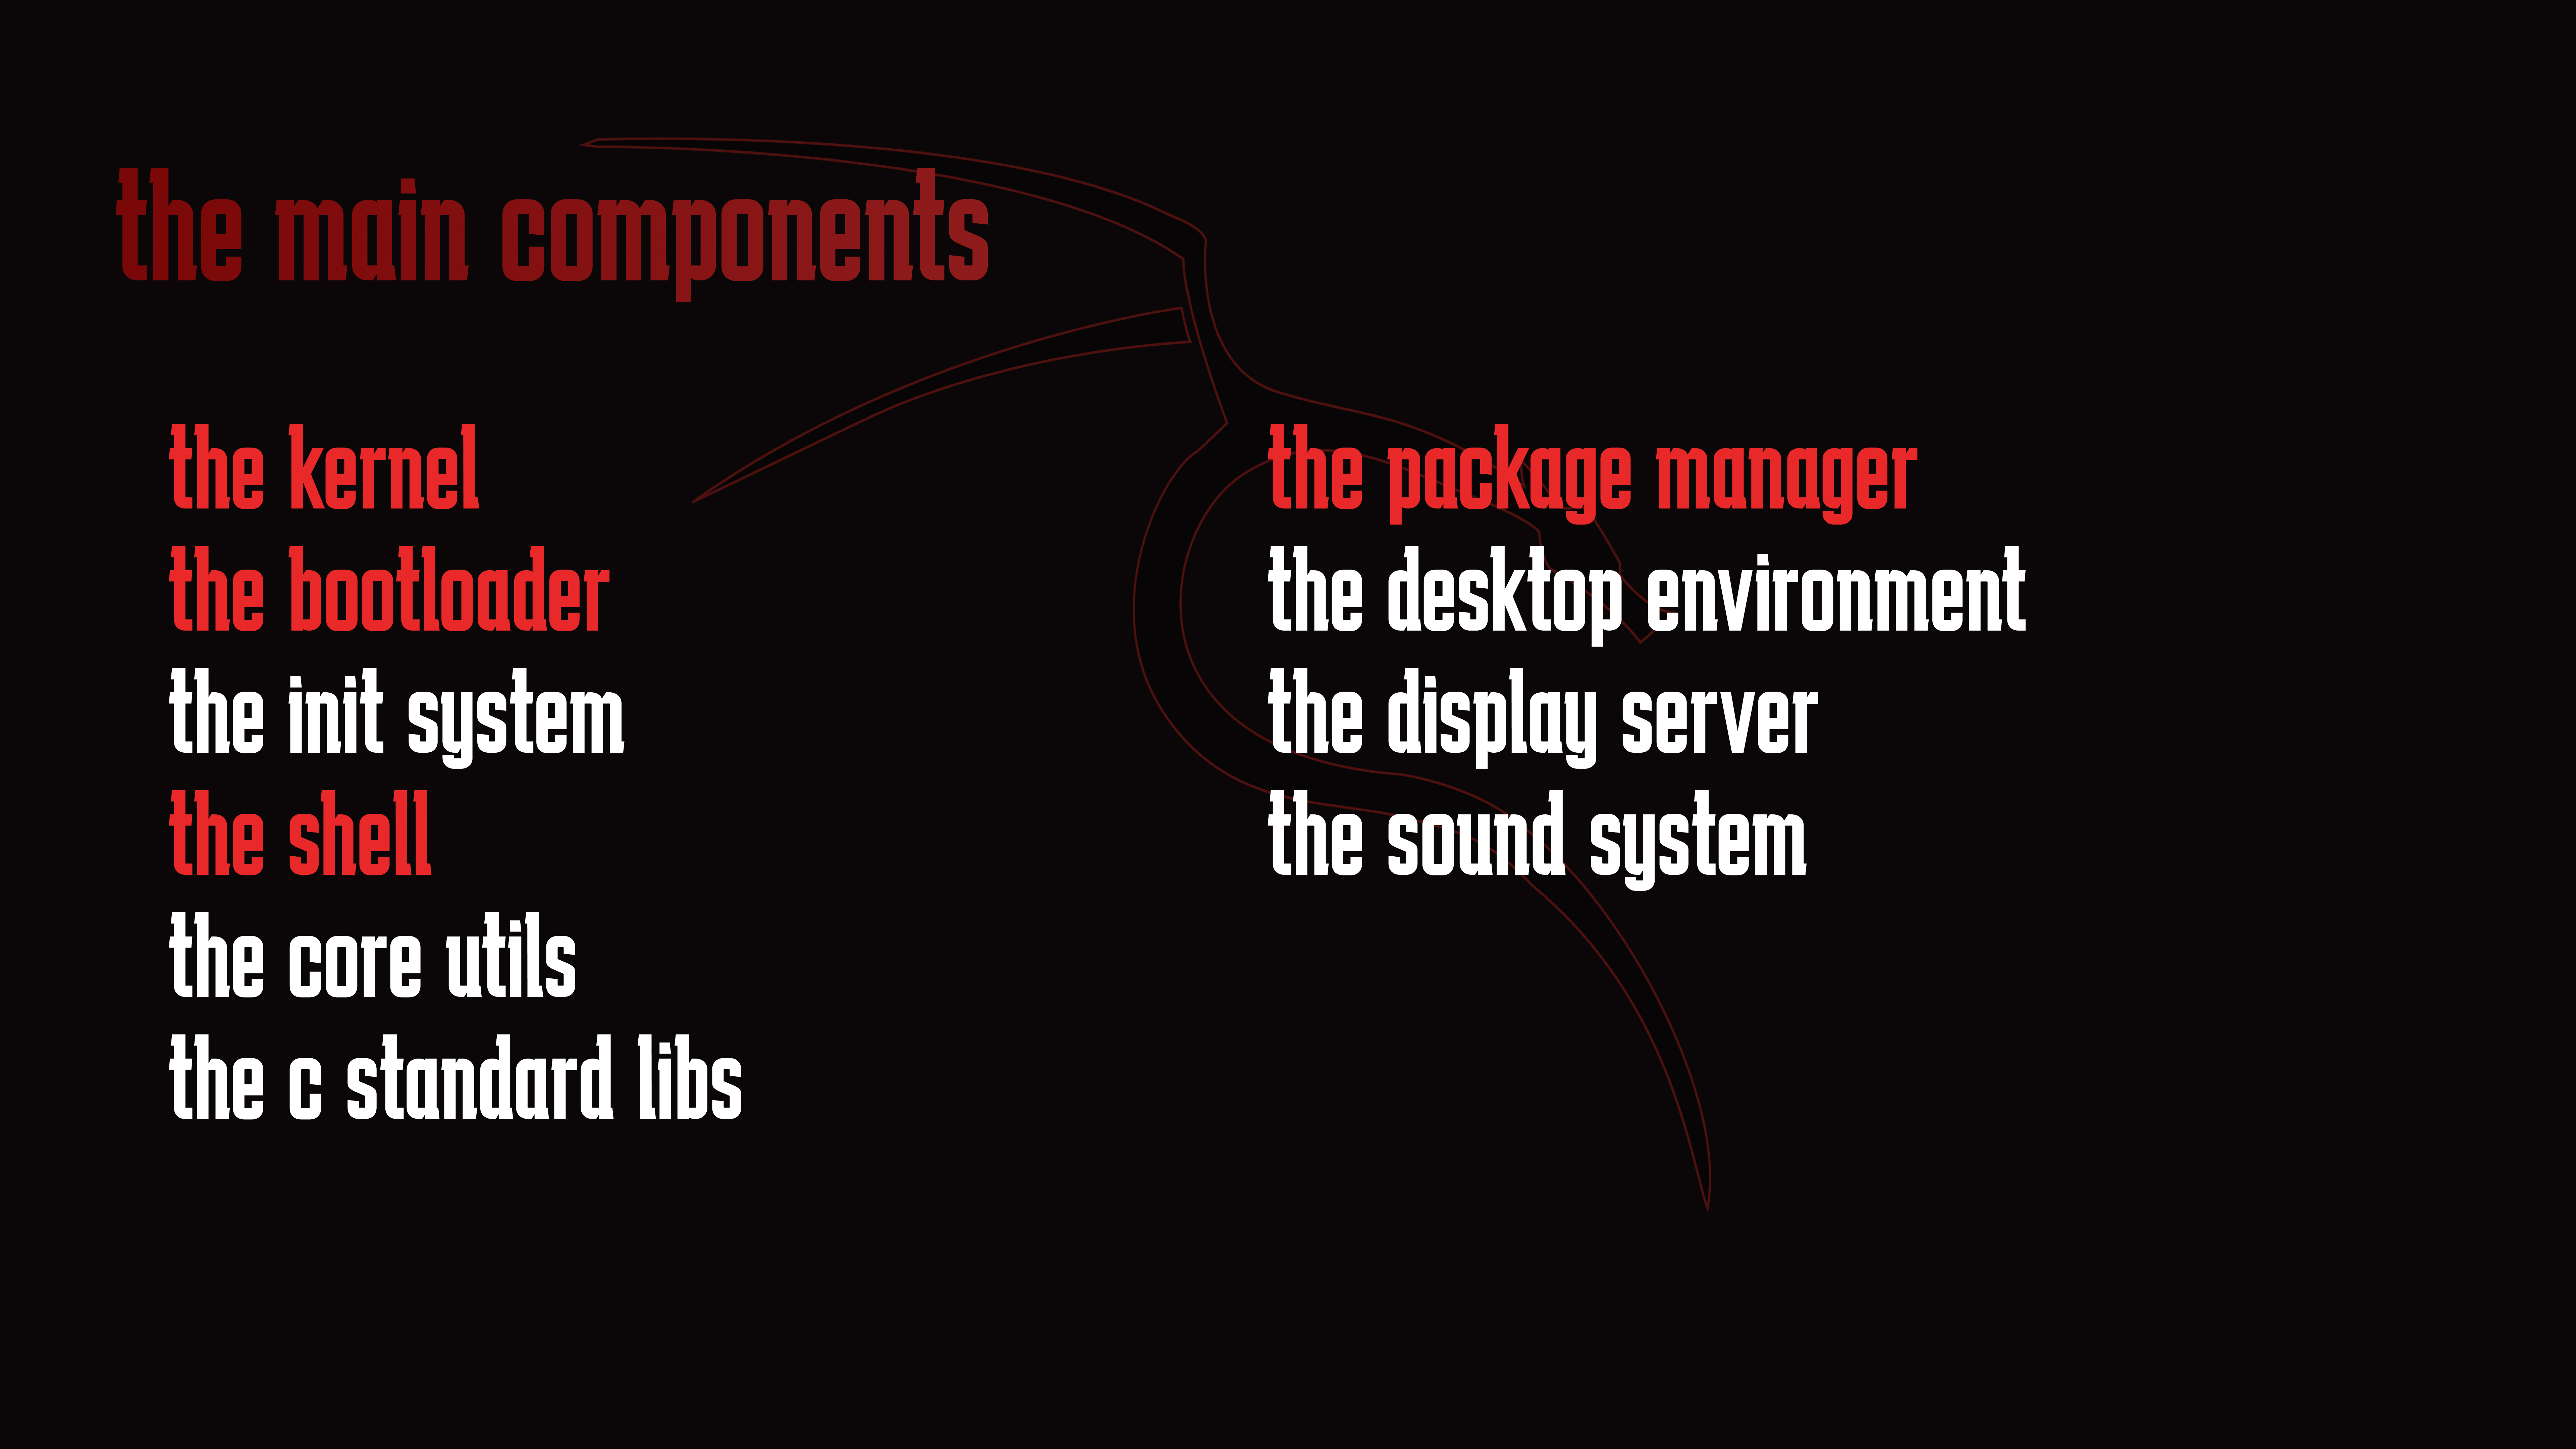 the main components
the kernel
the bootloader
the init system
the shell
the core utils
the c standard libs
the package manager
the desktop environment
the display server
the sound system